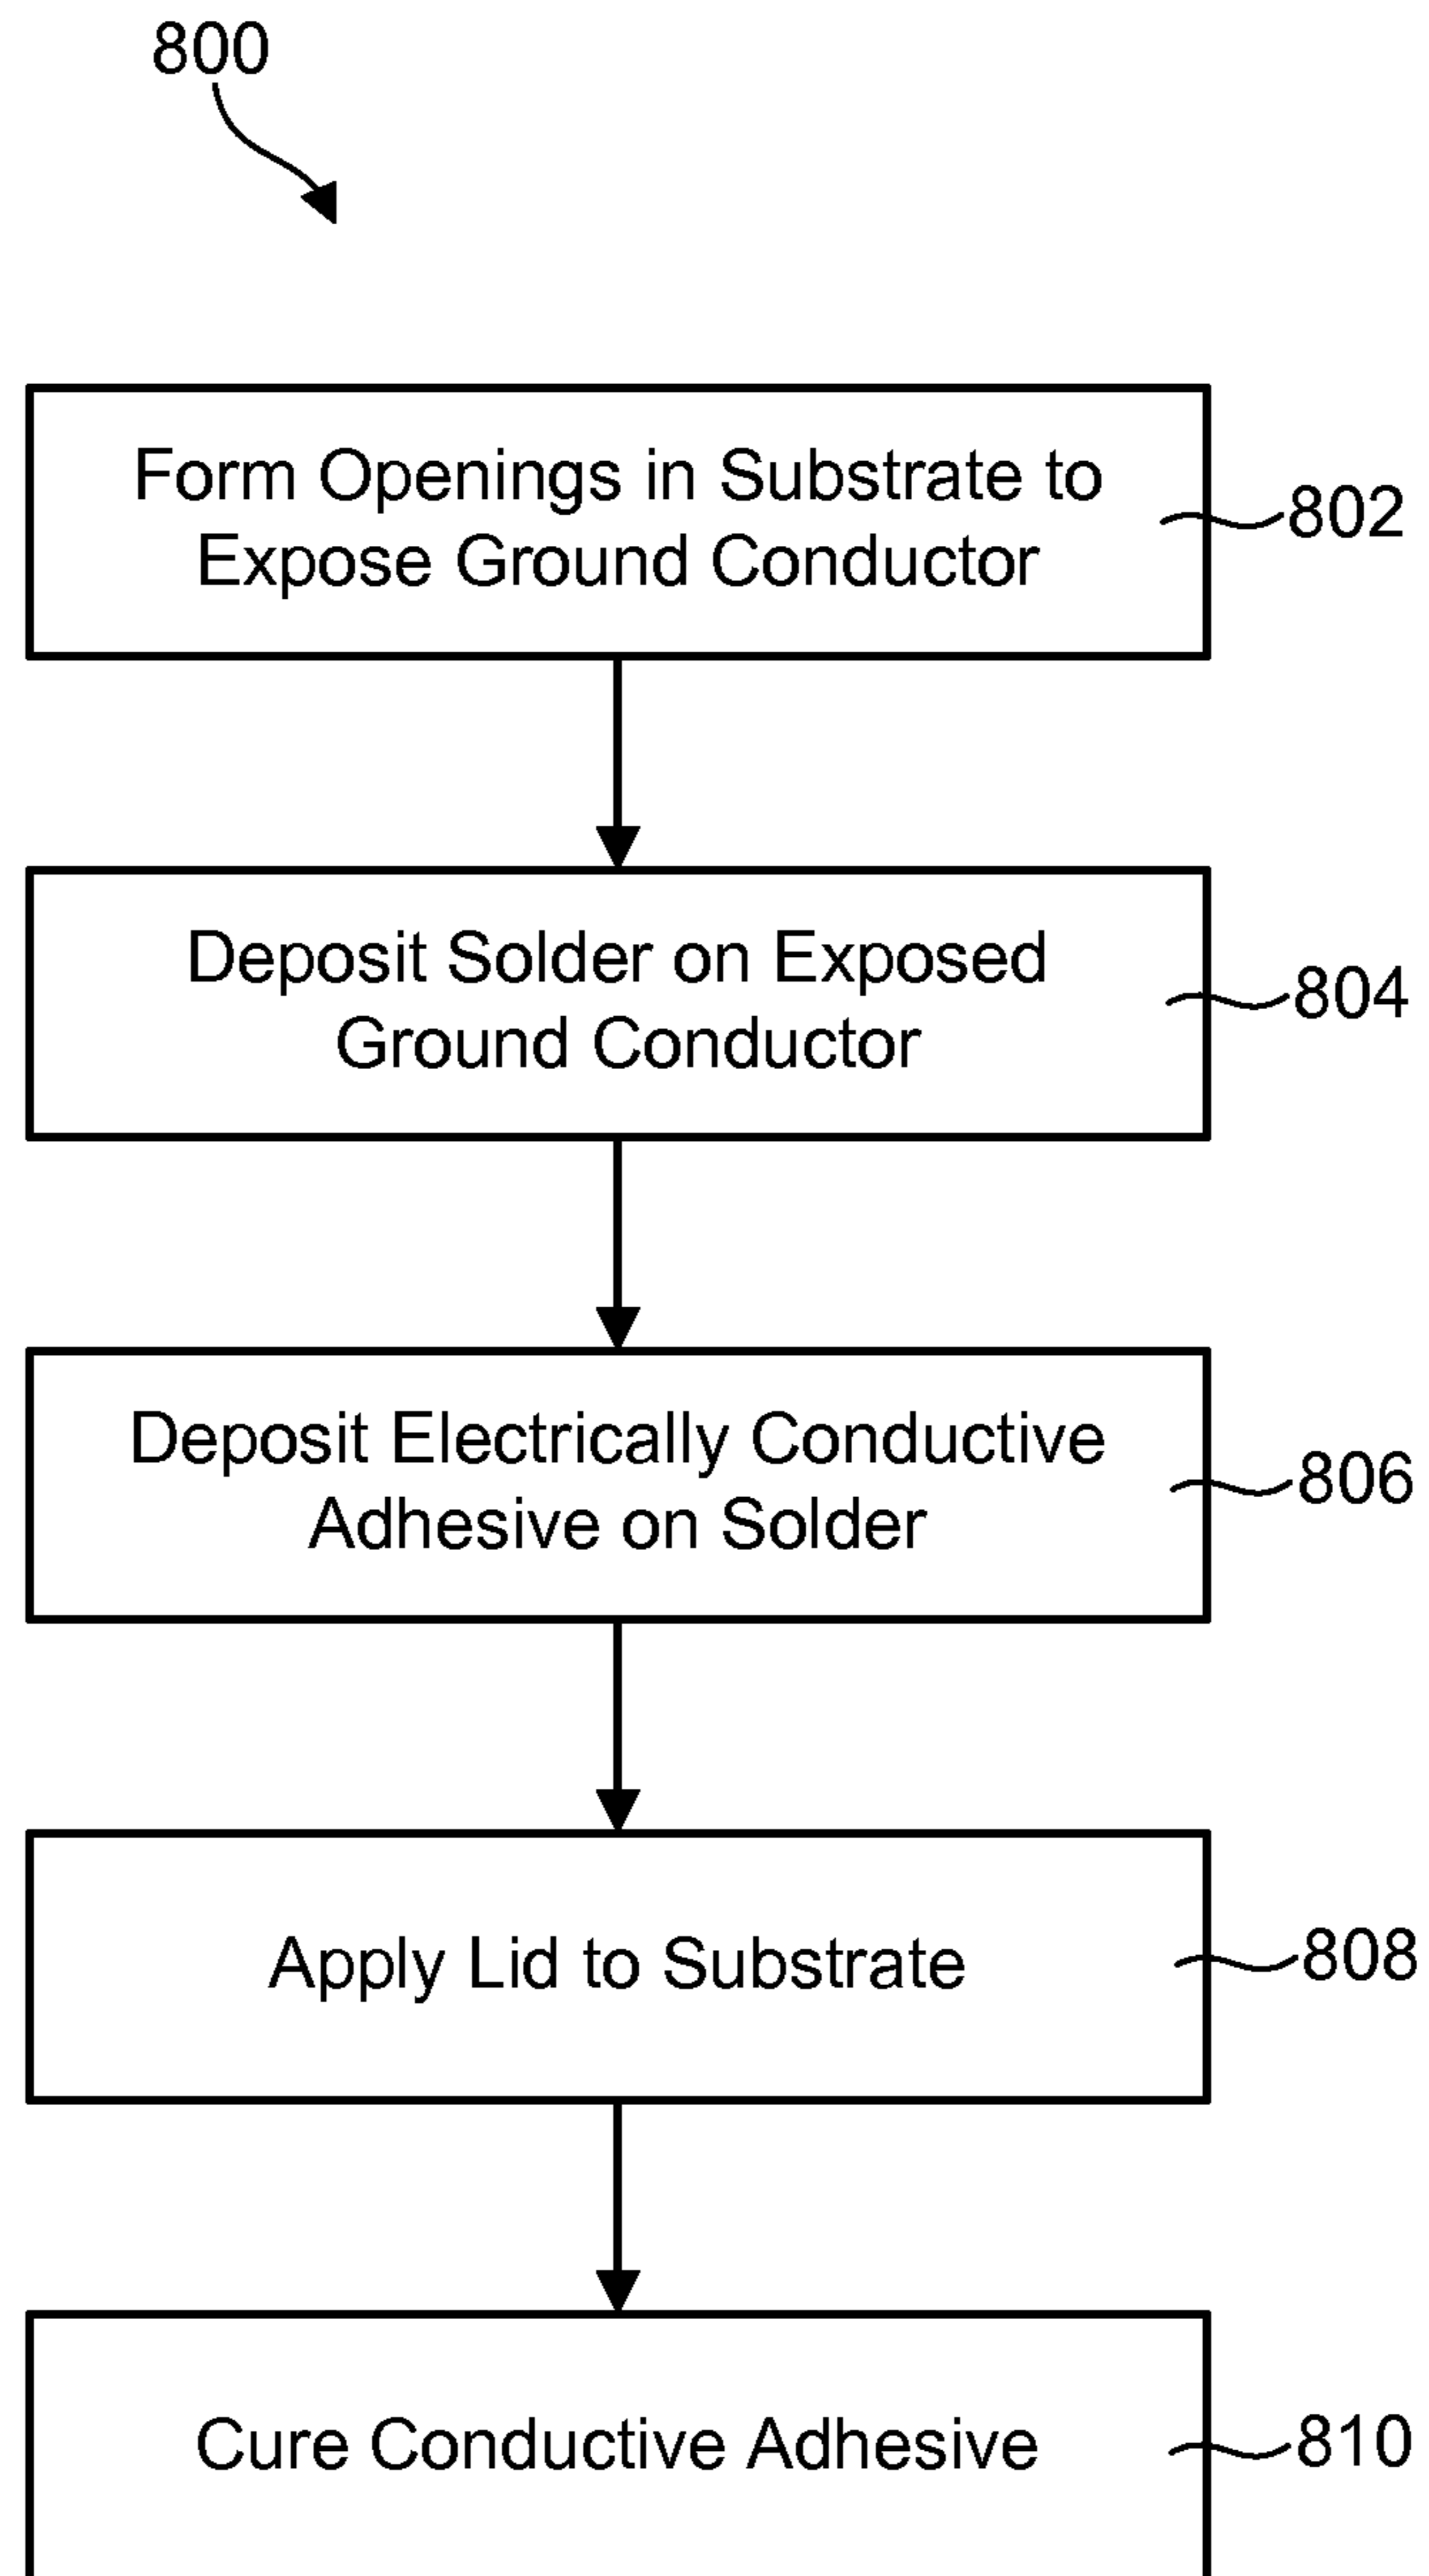 800
Form Openings in Substrate to
Expose Ground Conductor
802
Deposit Solder on Exposed
Ground Conductor
804
Deposit Electrically Conductive
Adhesive on Solder
806
Apply Lid to Substrate
808
Cure Conductive Adhesive
810